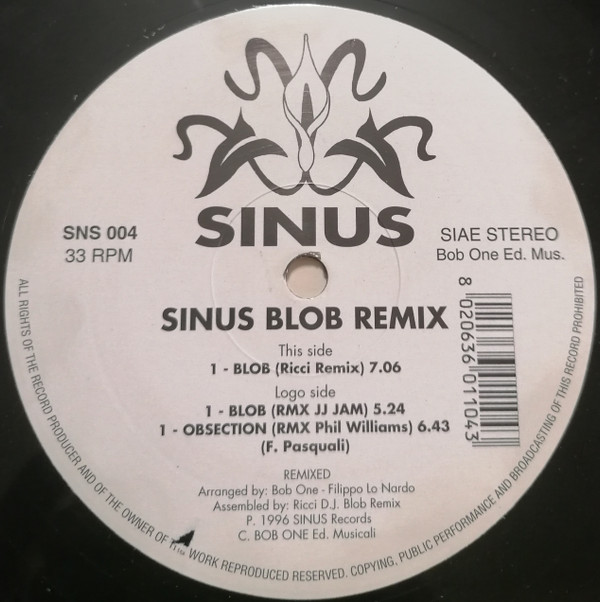 SINUS
SNS 004
33 RPM
SIAE STEREO
Bob One Ed. Mus.
SINUS BLOB REMIX
8 020636 011043
This side
1 - BLOB (Ricci Remix) 7.06
Logo side
1 - BLOB (RMX JJ JAM) 5.24
1 - OBSECTION (RMX Phil Williams) 6.43
(F. Pasquali)
REMIXED
Arranged by: Bob One - Filippo Lo Nardo
Assembled by: Ricci D.J. Blob Remix
P. 1996 SINUS Records
C. BOB ONE Ed. Musicali
ALL RIGHTS OF THE RECORD PRODUCER AND OF THE OWNER OF WORK REPRODUCED RESERVED. COPYING, PUBLIC PERFORMANCE AND BROADCASTING OF THIS RECORD PROHIBITED